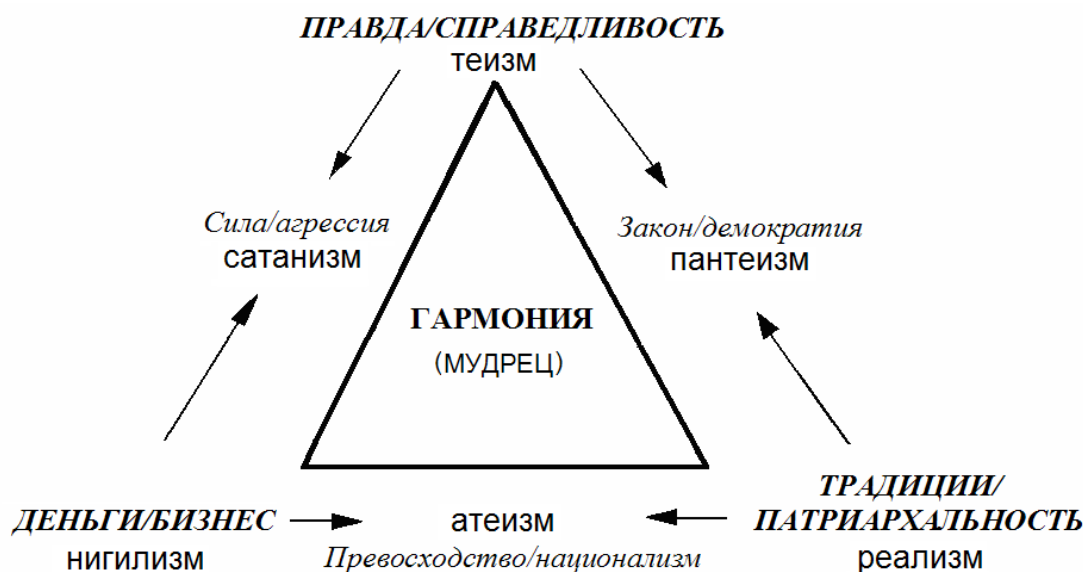 ПРАВДА/СПРАВЕДЛИВОСТЬ
теизм
Сила/агрессия
сатанизм
Закон/демократия
пантеизм
ГАРМОНИЯ
(МУДРЕЦ)
ДЕНЬГИ/БИЗНЕС
нигилизм
атеизм
Превосходство/национализм
ТРАДИЦИИ/
ПАТРИАРХАЛЬНОСТЬ
реализм